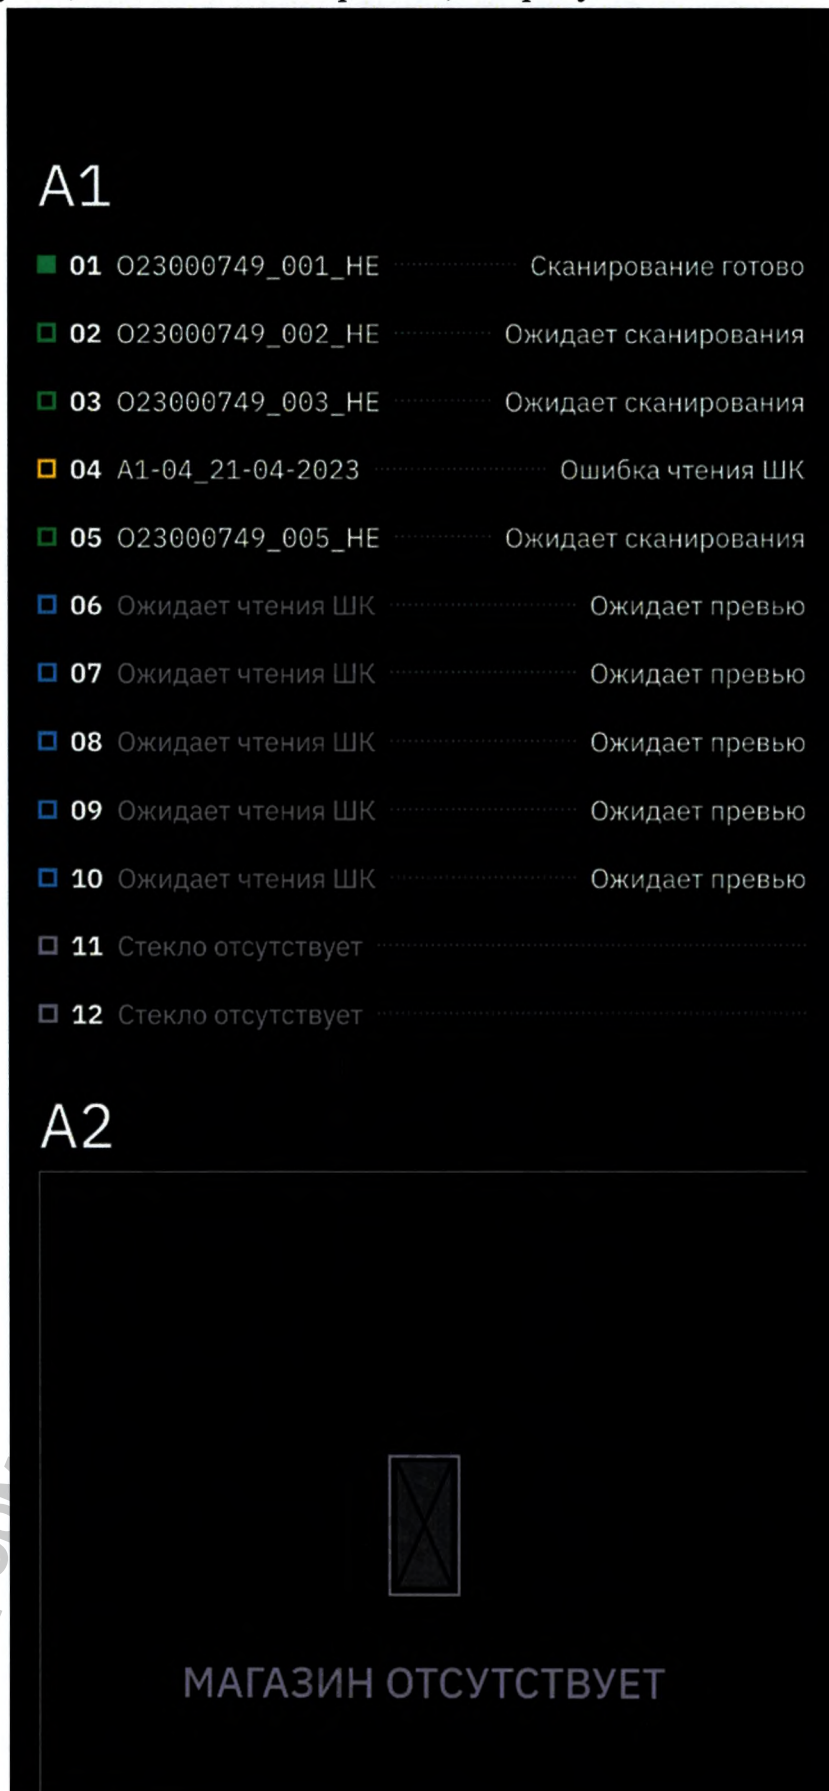 A1
01 O23000749_001_HE Сканирование готово
02 O23000749_002_HE Ожидает сканирования
03 O23000749_003_HE Ожидает сканирования
04 A1-04_21-04-2023 Ошибка чтения ШК
05 O23000749_005_HE Ожидает сканирования
06 Ожидает чтения ШК Ожидает превью
07 Ожидает чтения ШК Ожидает превью
08 Ожидает чтения ШК Ожидает превью
09 Ожидает чтения ШК Ожидает превью
10 Ожидает чтения ШК Ожидает превью
11 Стекло отсутствует
12 Стекло отсутствует
A2
МАГАЗИН ОТСУТСТВУЕТ